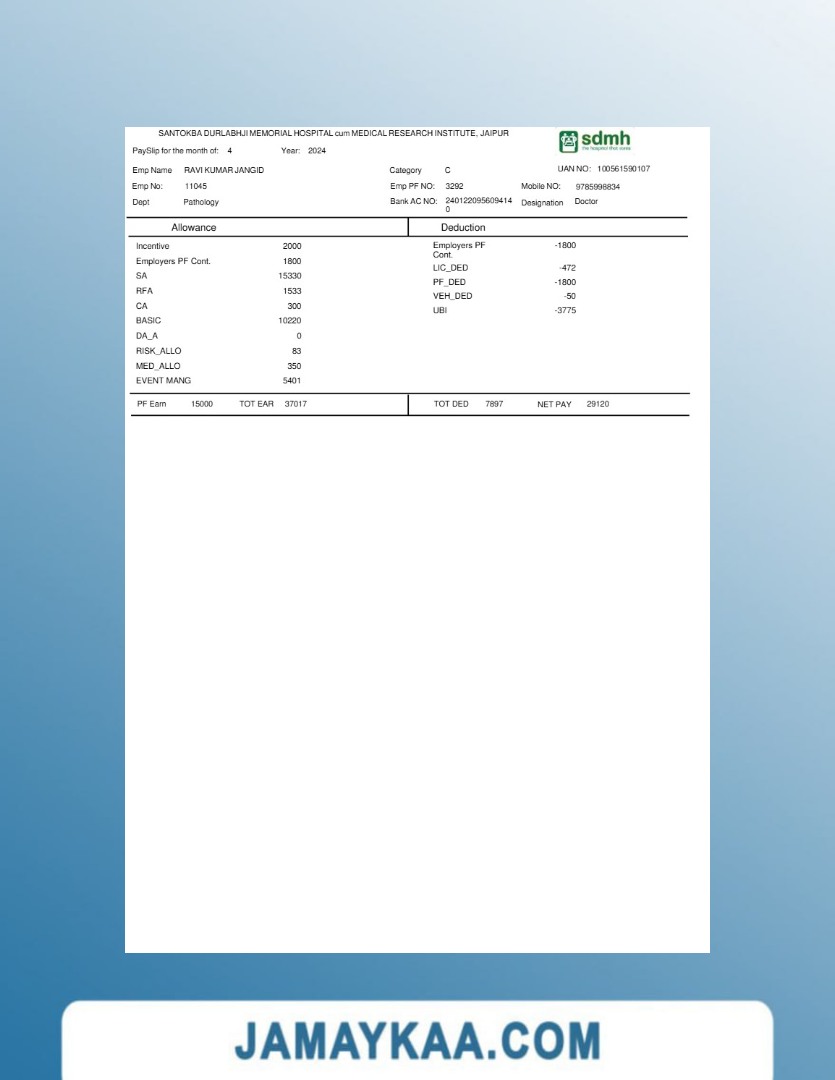 SANTOKBA DURLABHJI MEMORIAL HOSPITAL cum MEDICAL RESEARCH INSTITUTE, JAIPUR
sdmh
the hospital that cares
PaySlip for the month of: 4 Year: 2024
Emp Name RAVI KUMAR JANGID Category C UAN NO: 100561590107
Emp No: 11045 Emp PF NO: 3292 Mobile NO: 9785998834
Dept Pathology Bank AC NO: 240122095609414 Designation Doctor
0
Allowance Deduction
Incentive 2000 Employers PF -1800
Cont.
Employers PF Cont. 1800
LIC_DED -472
SA 15330
PF_DED -1800
RFA 1533
VEH_DED -50
CA 300
UBI -3775
BASIC 10220
DA_A 0
RISK_ALLO 83
MED_ALLO 350
EVENT MANG 5401
PF Earn 15000 TOT EAR 37017 TOT DED 7897 NET PAY 29120
JAMAYKAA.COM